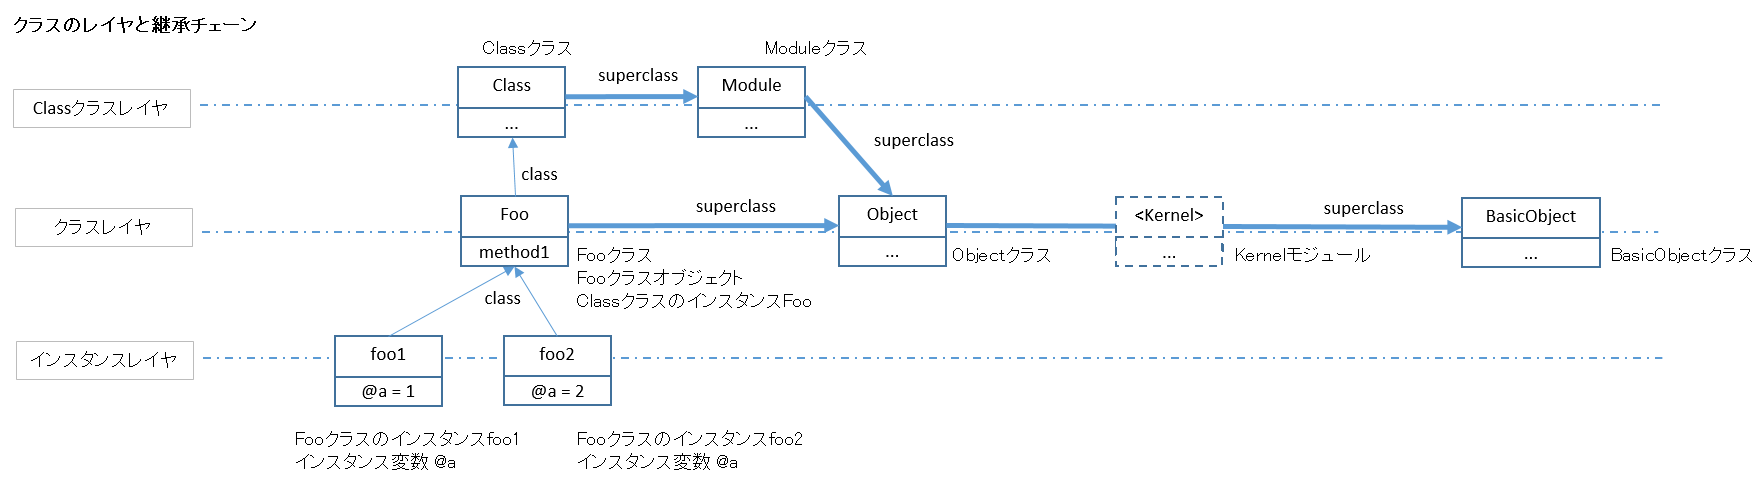 クラスのレイヤと継承チェーン
Classクラス
Moduleクラス
Classクラスレイヤ
Class
...
superclass
Module
...
superclass
class
クラスレイヤ
Foo
method1
superclass
Object
...
<Kernel>
...
superclass
BasicObject
...
Fooクラス
Fooクラスオブジェクト
ClassクラスのインスタンスFoo
Objectクラス
Kernelモジュール
BasicObjectクラス
class
インスタンスレイヤ
foo1
@a = 1
foo2
@a = 2
Fooクラスのインスタンスfoo1
インスタンス変数 @a
Fooクラスのインスタンスfoo2
インスタンス変数 @a